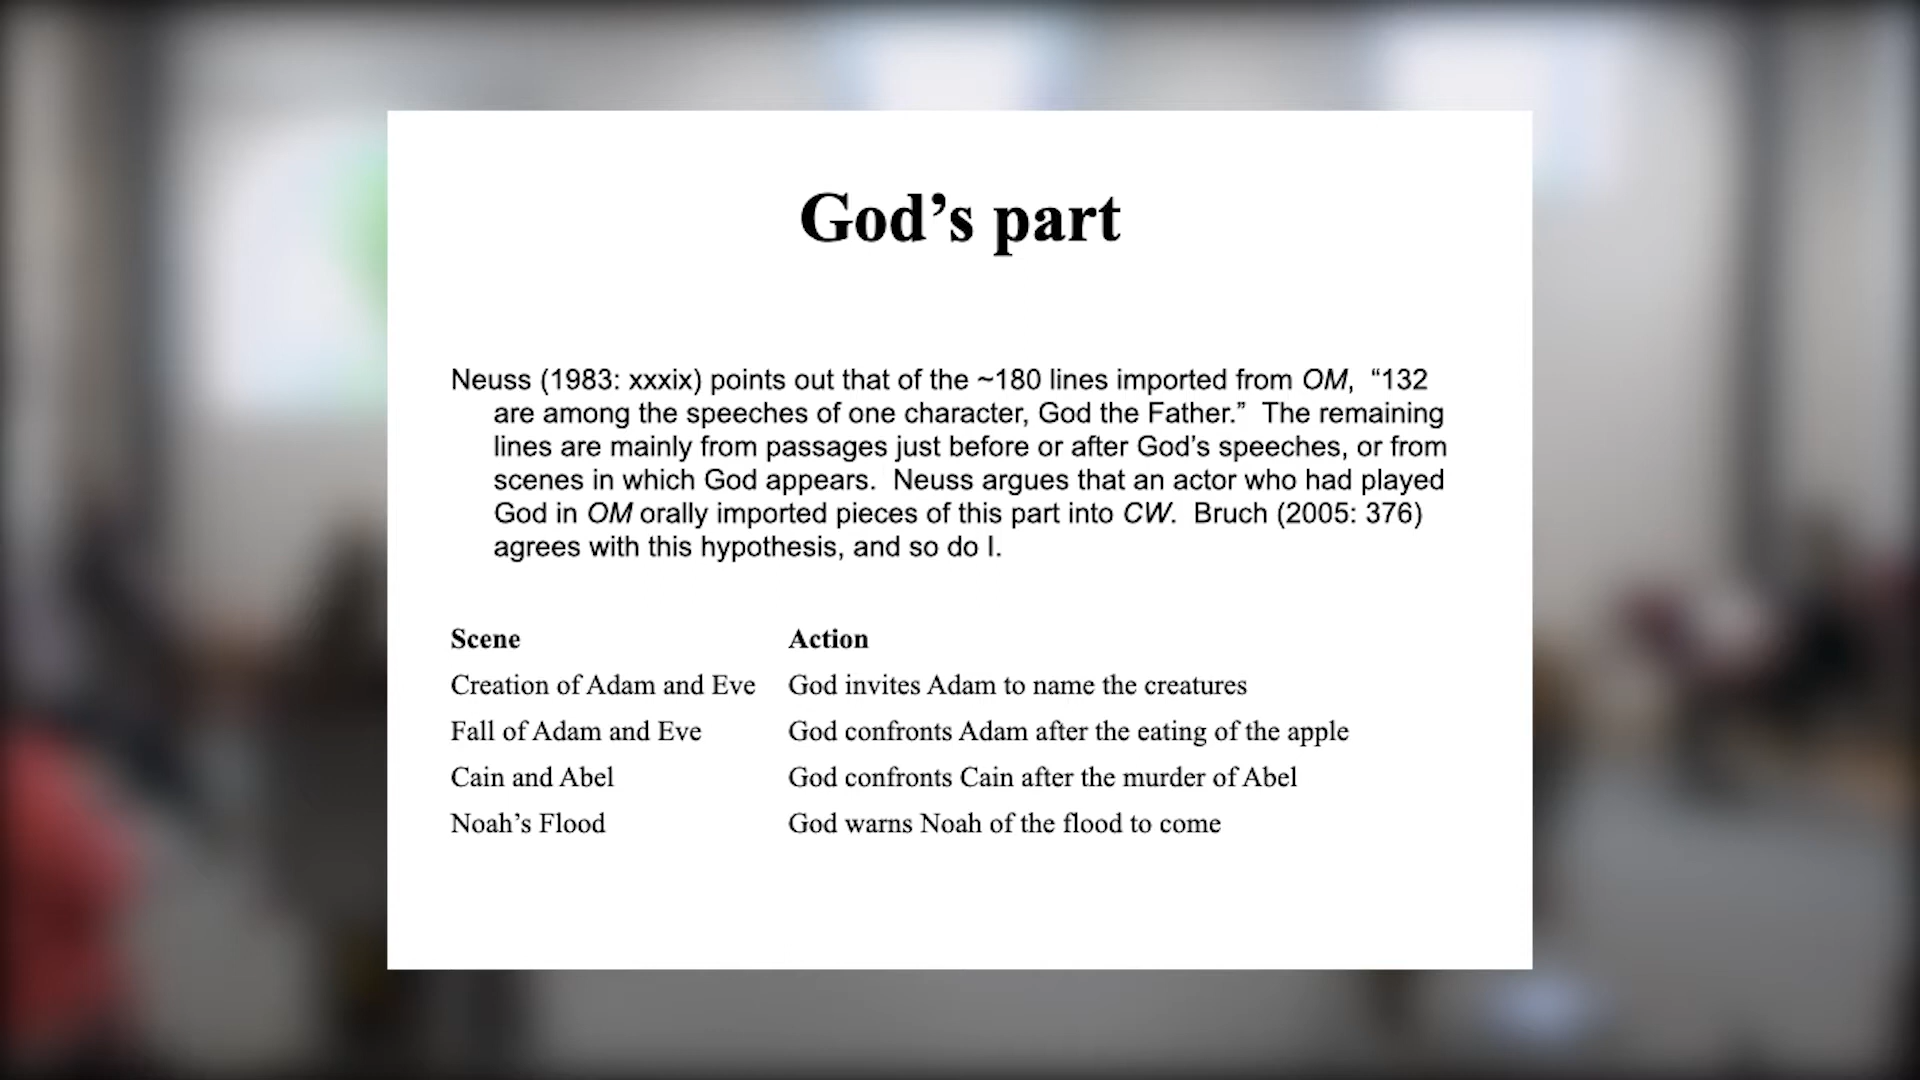 God’s part
Neuss (1983: xxxix) points out that of the ~180 lines imported from OM, “132
are among the speeches of one character, God the Father.” The remaining
lines are mainly from passages just before or after God’s speeches, or from
scenes in which God appears. Neuss argues that an actor who had played
God in OM orally imported pieces of this part into CW. Bruch (2005: 376)
agrees with this hypothesis, and so do I.
Scene Action
Creation of Adam and Eve God invites Adam to name the creatures
Fall of Adam and Eve God confronts Adam after the eating of the apple
Cain and Abel God confronts Cain after the murder of Abel
Noah’s Flood God warns Noah of the flood to come